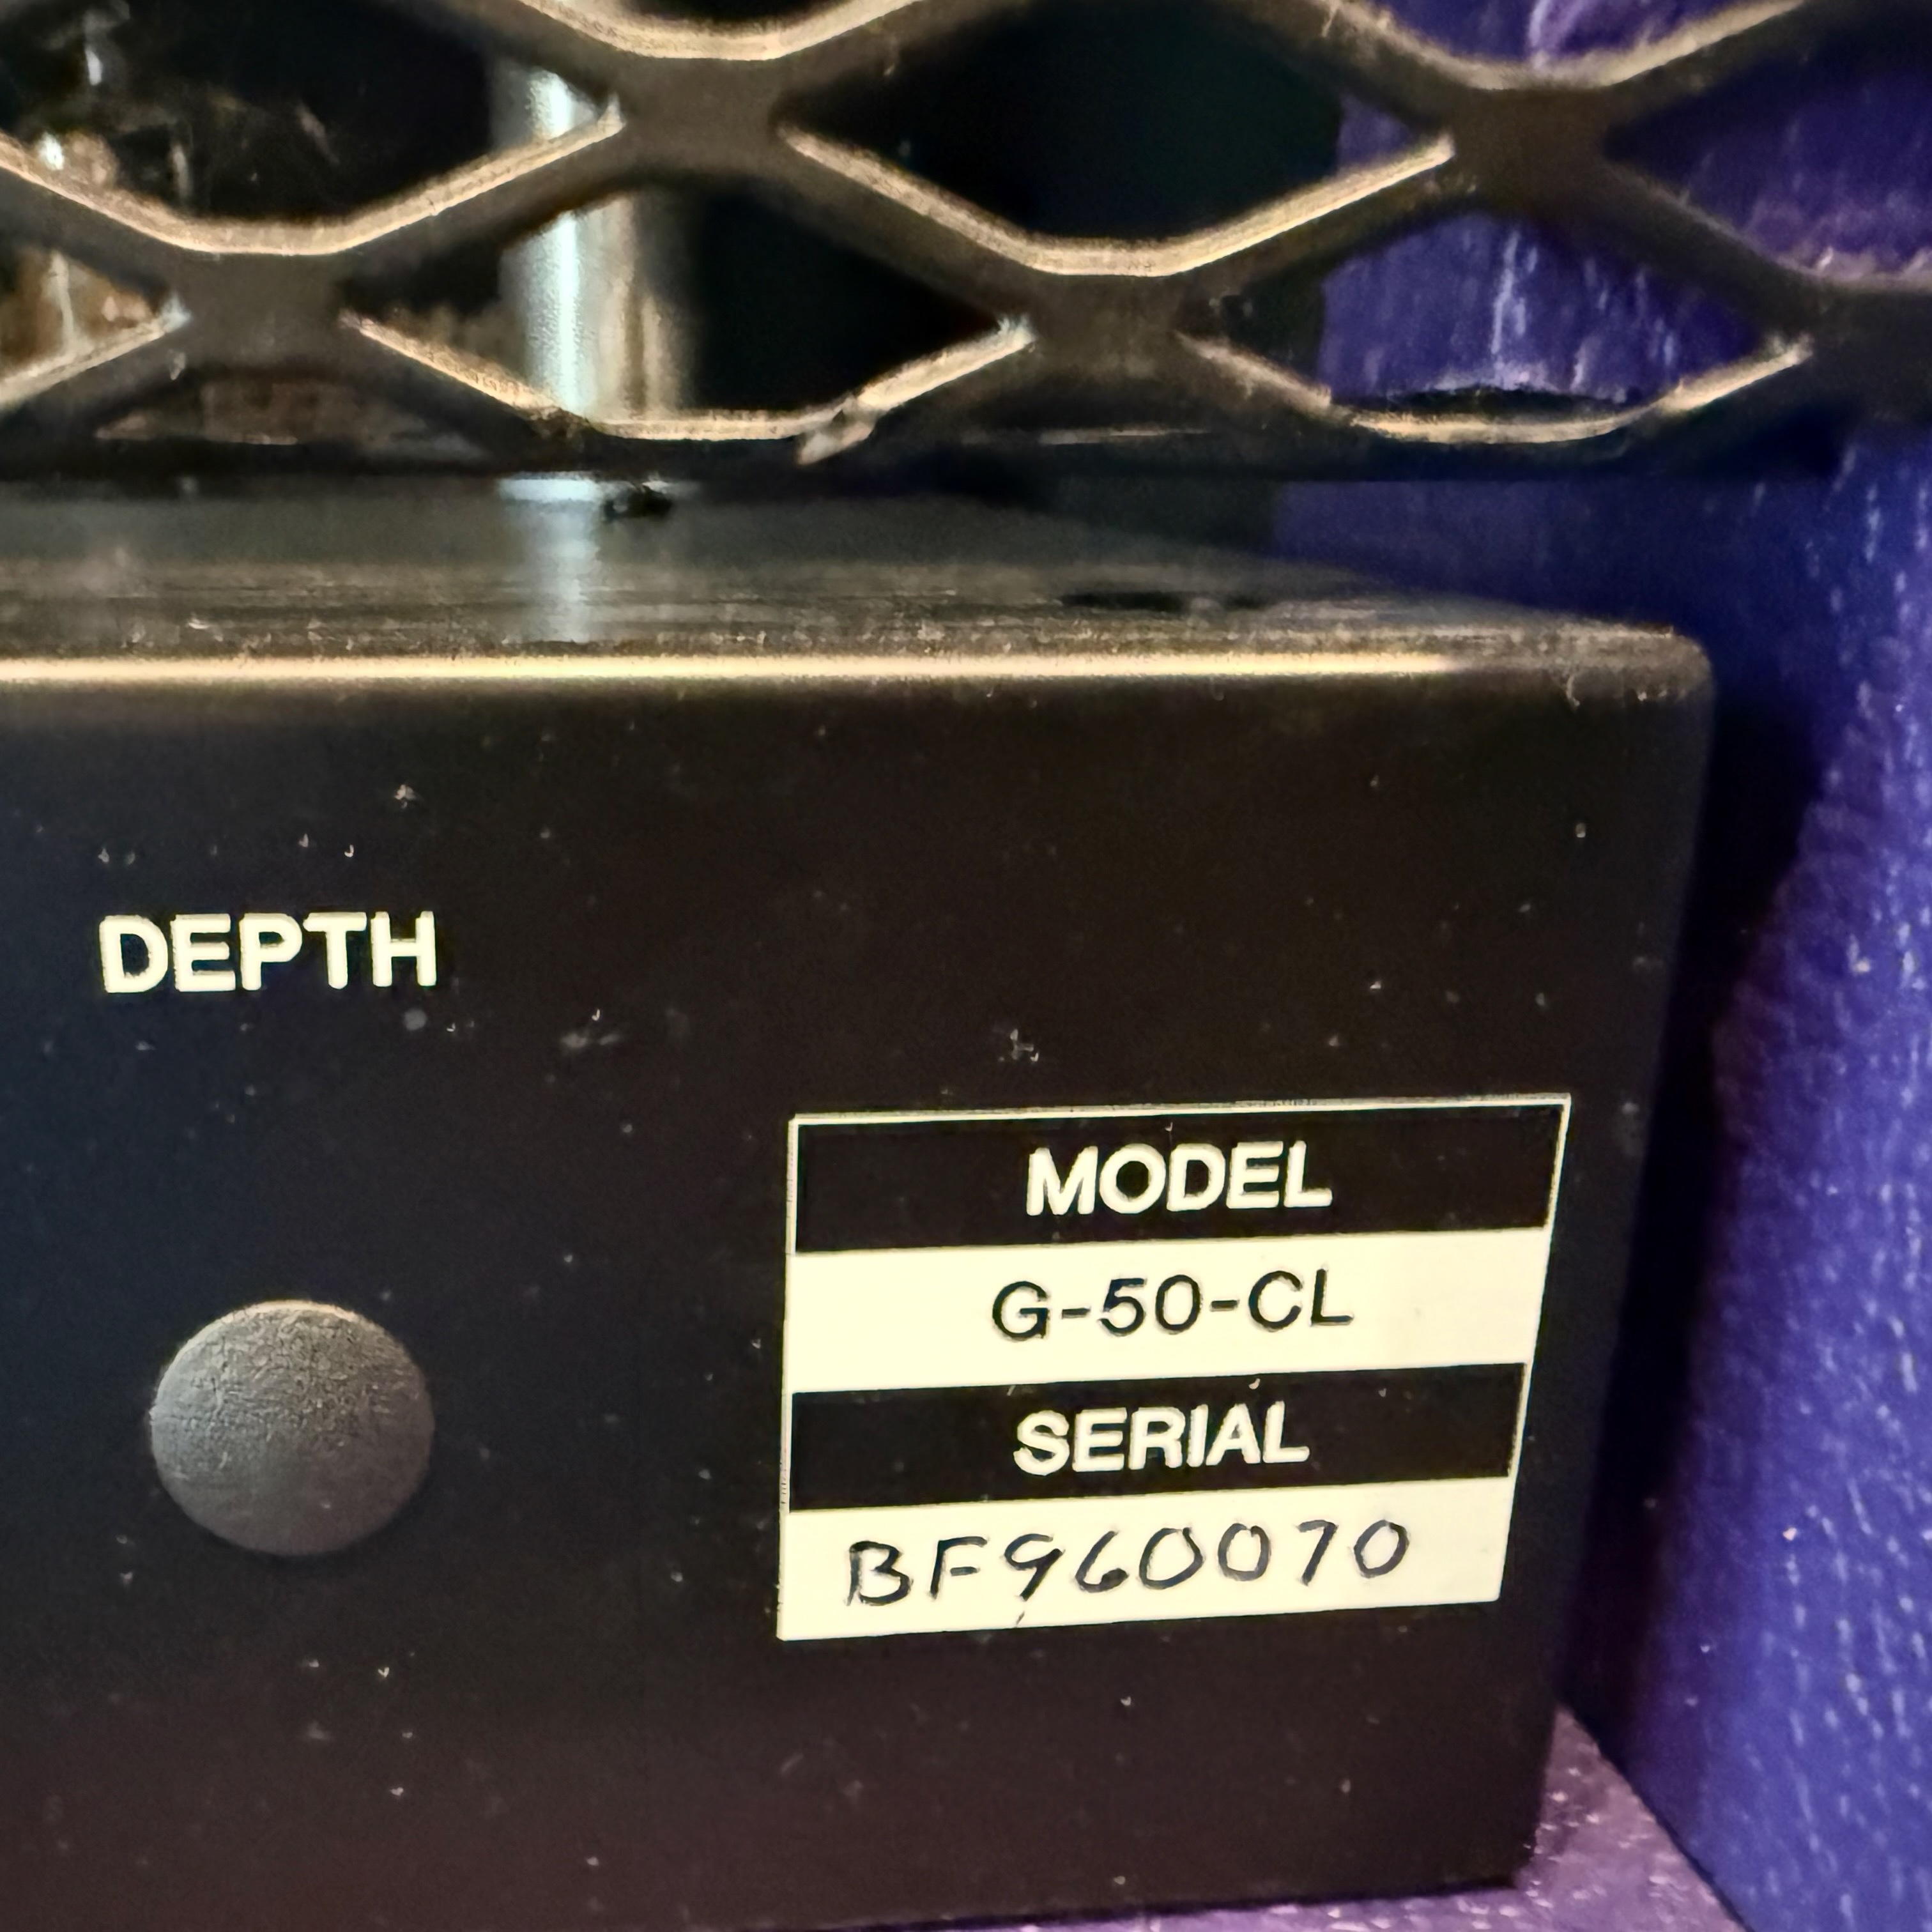 DEPTH
MODEL
G-50-CL
SERIAL
BF960070